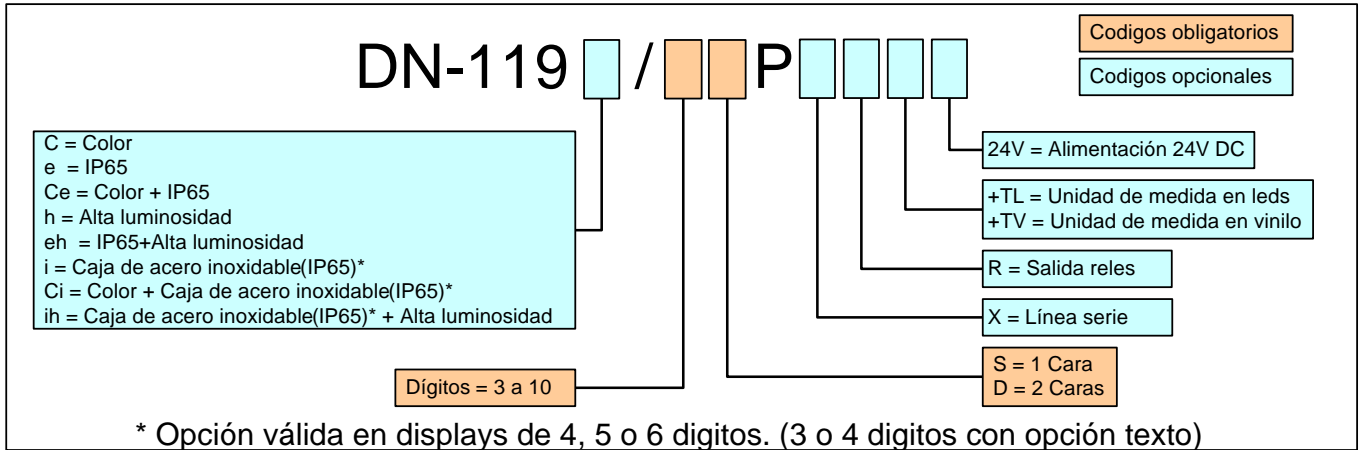 Codigos obligatorios
DN-119 / P
Codigos opcionales
C = Color
e = IP65
Ce = Color + IP65
h = Alta luminosidad
eh = IP65+Alta luminosidad
i = Caja de acero inoxidable(IP65)*
Ci = Color + Caja de acero inoxidable(IP65)*
ih = Caja de acero inoxidable(IP65)* + Alta luminosidad
24V = Alimentación 24V DC
+TL = Unidad de medida en leds
+TV = Unidad de medida en vinilo
R = Salida reles
X = Línea serie
Dígitos = 3 a 10
S = 1 Cara
D = 2 Caras
* Opción válida en displays de 4, 5 o 6 digitos. (3 o 4 digitos con opción texto)